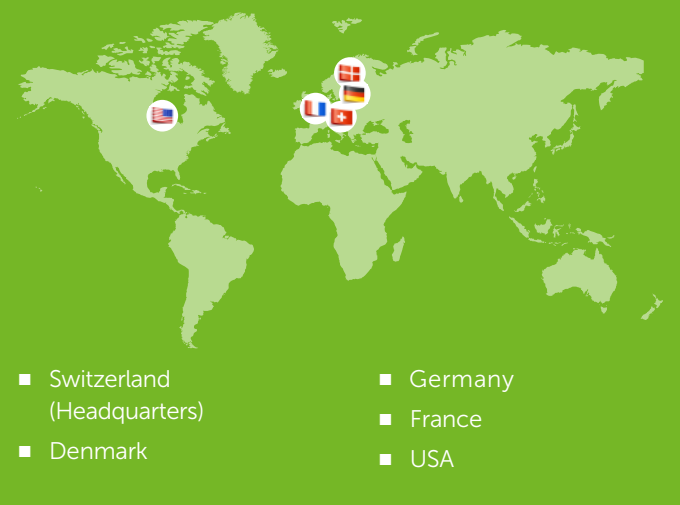 Switzerland
(Headquarters)
Denmark
Germany
France
USA